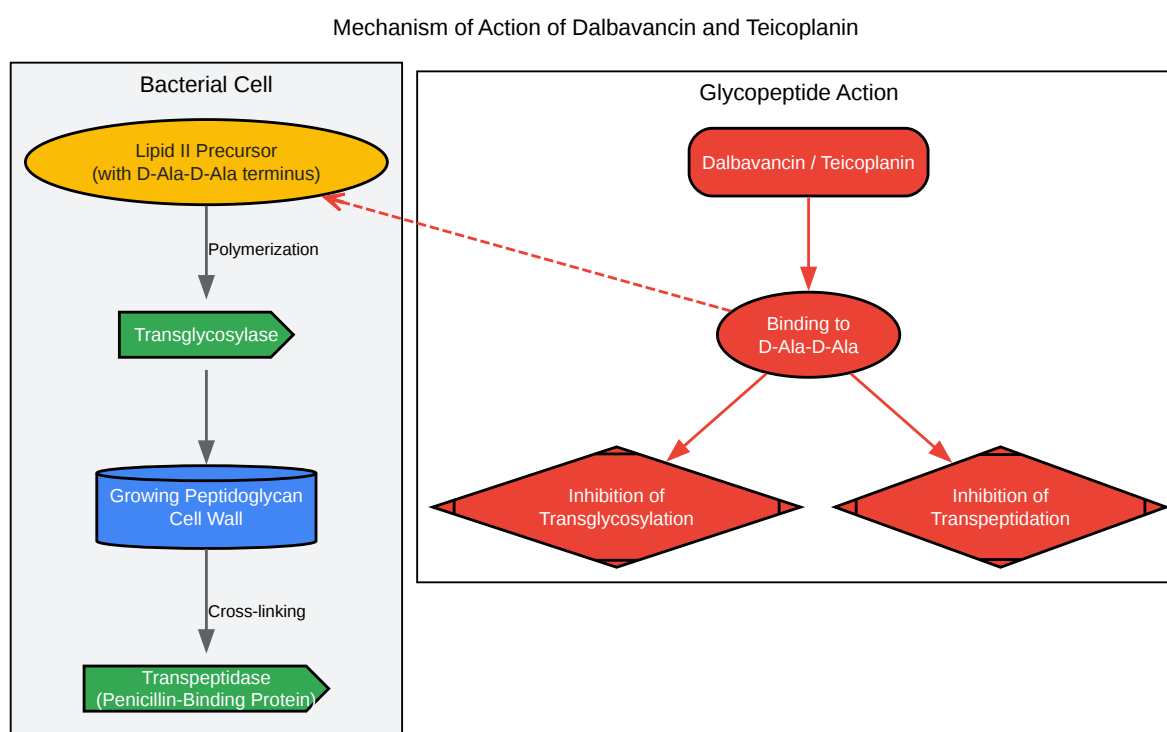 Mechanism of Action of Dalbavancin and Teicoplanin
Bacterial Cell
Lipid II Precursor
(with D-Ala-D-Ala terminus)
Polymerization
Transglycosylase
Growing Peptidoglycan
Cell Wall
Cross-linking
Transpeptidase
(Penicillin-Binding Protein)
Glycopeptide Action
Dalbavancin / Teicoplanin
Binding to
D-Ala-D-Ala
Inhibition of
Transglycosylation
Inhibition of
Transpeptidation